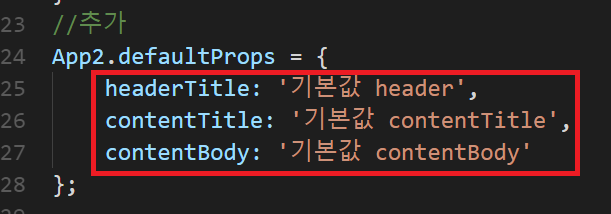 23
//추가
24 App2.defaultProps = {
25 headerTitle: '기본값 header',
26 contentTitle: '기본값 contentTitle',
27 contentBody: '기본값 contentBody'
28 };